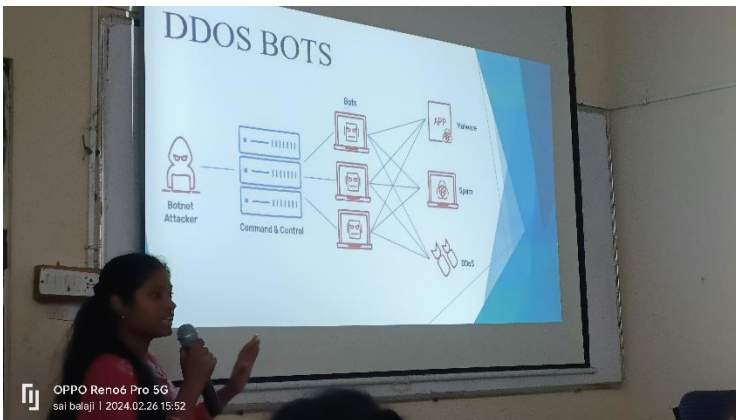 DDOS BOTS
Bots
APP
Malware
Spam
DDoS
Botnet
Attacker
Command & Control
OPPO Reno6 Pro 5G
sai balaji | 2024.02.26 15:52